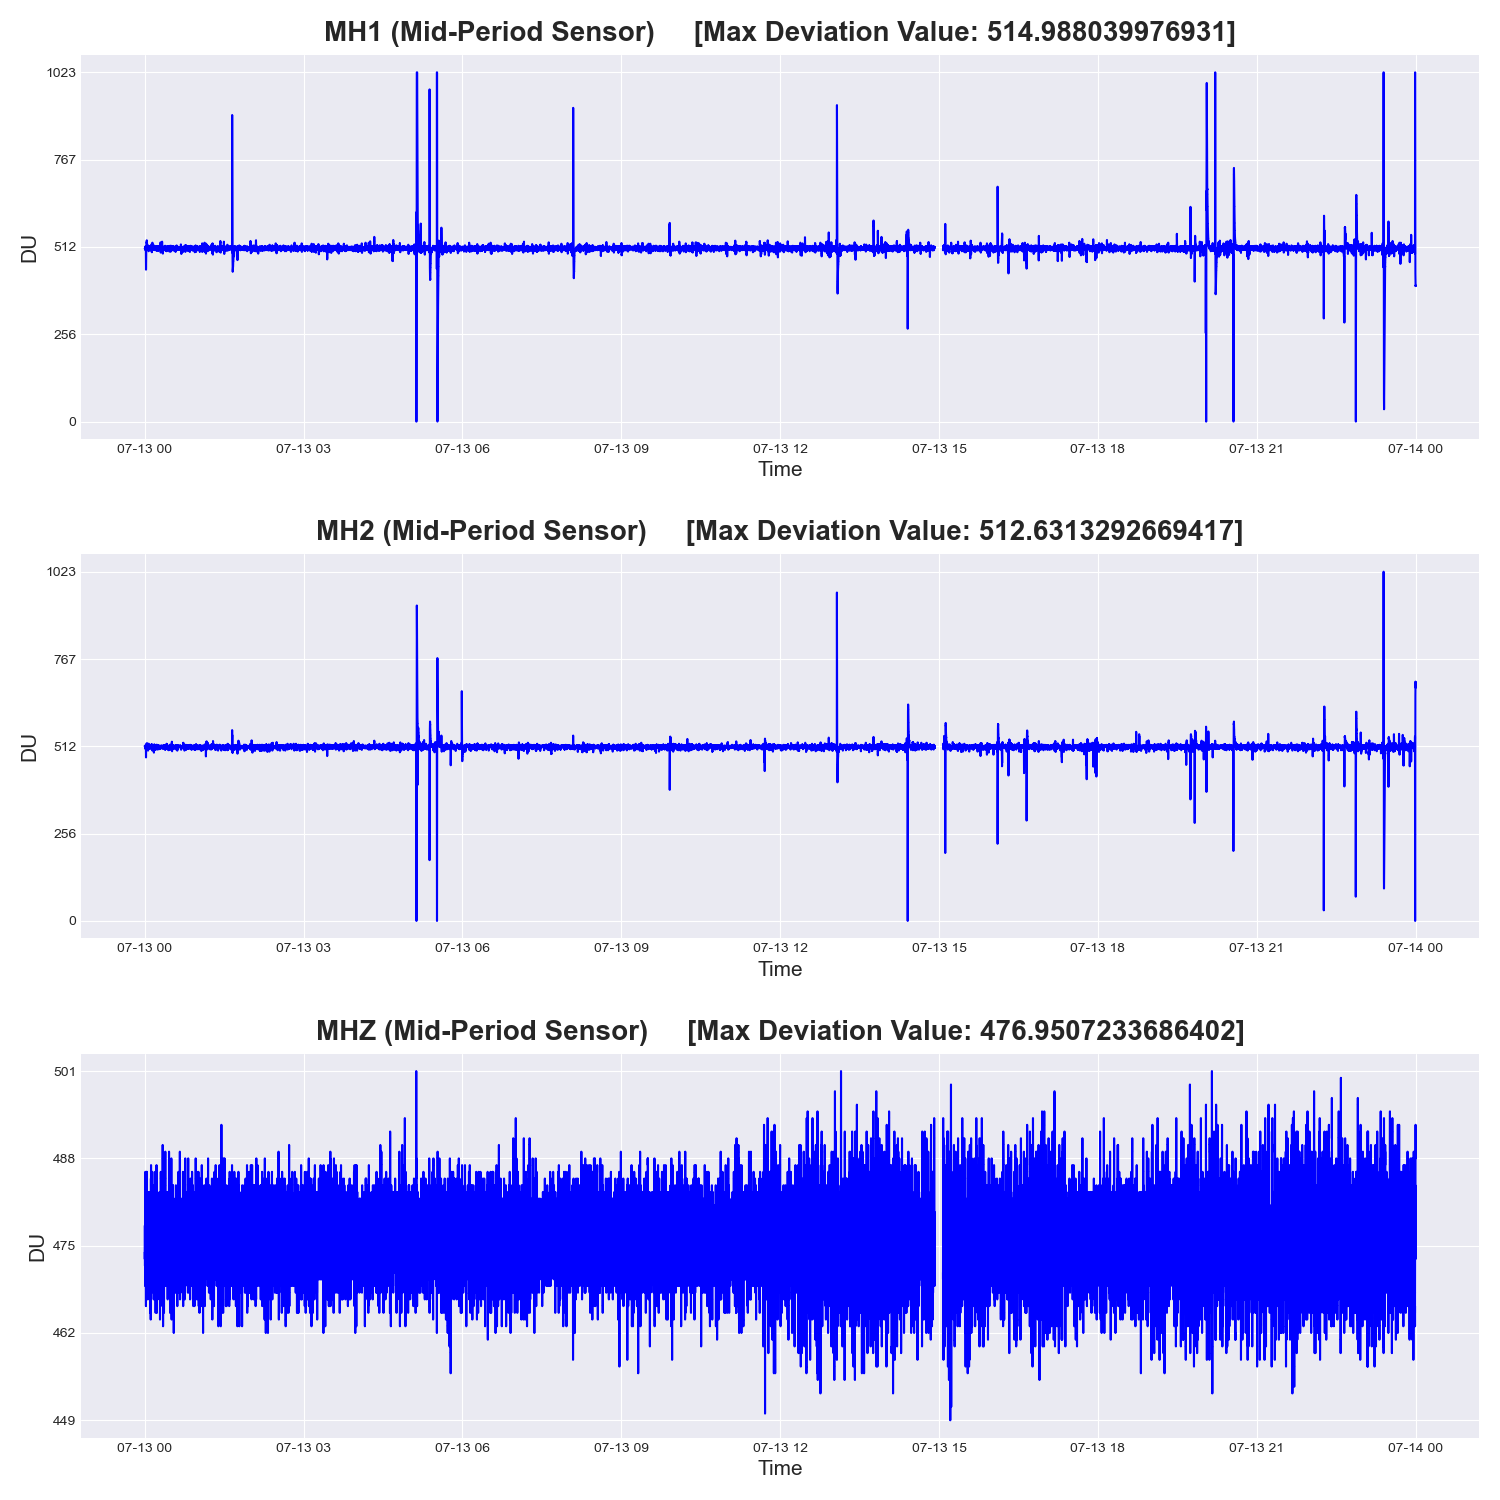 MH1 (Mid-Period Sensor) [Max Deviation Value: 514.988039976931]
1023
767
512
256
0
DU
07-13 00 07-13 03 07-13 06 07-13 09 07-13 12 07-13 15 07-13 18 07-13 21 07-14 00
Time
MH2 (Mid-Period Sensor) [Max Deviation Value: 512.6313292669417]
1023
767
512
256
0
DU
07-13 00 07-13 03 07-13 06 07-13 09 07-13 12 07-13 15 07-13 18 07-13 21 07-14 00
Time
MHZ (Mid-Period Sensor) [Max Deviation Value: 476.9507233686402]
501
488
475
462
449
DU
07-13 00 07-13 03 07-13 06 07-13 09 07-13 12 07-13 15 07-13 18 07-13 21 07-14 00
Time